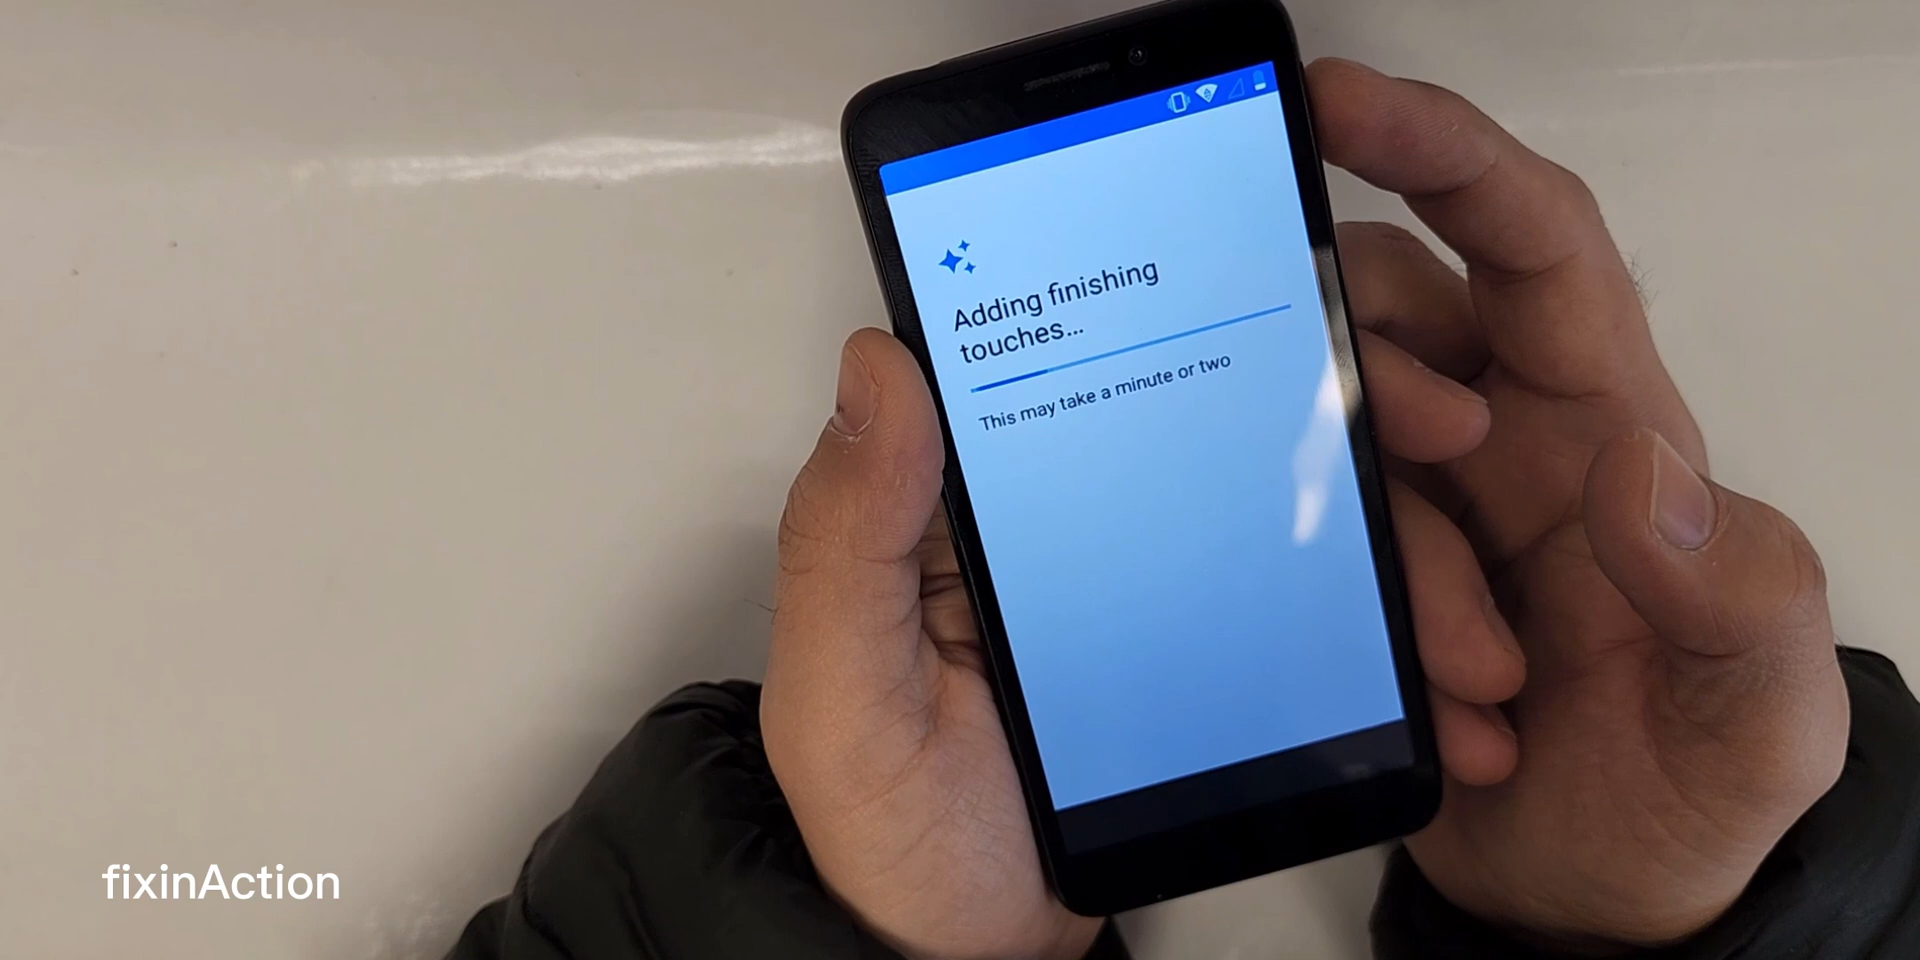 Adding finishing
touches...
This may take a minute or two
fixinAction